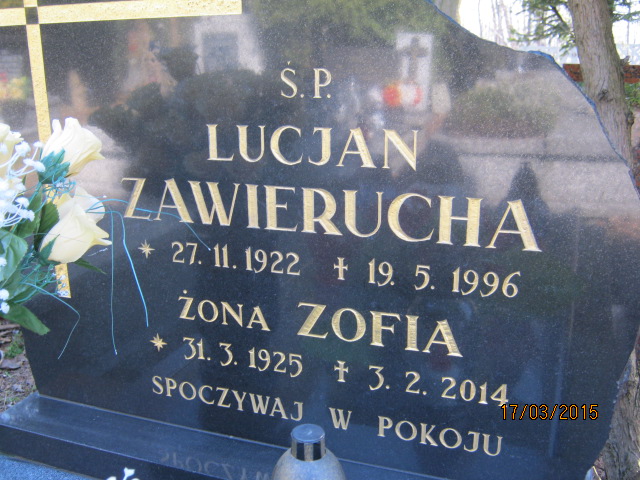 Ś.P.
LUCJAN
ZAWIERUCHA
* 27. 11. 1922 ✝ 19. 5. 1996
ŻONA ZOFIA
* 31. 3. 1925 ✝ 3. 2. 2014
SPOCZYWAJ W POKOJU
17/03/2015
SPOCZYW